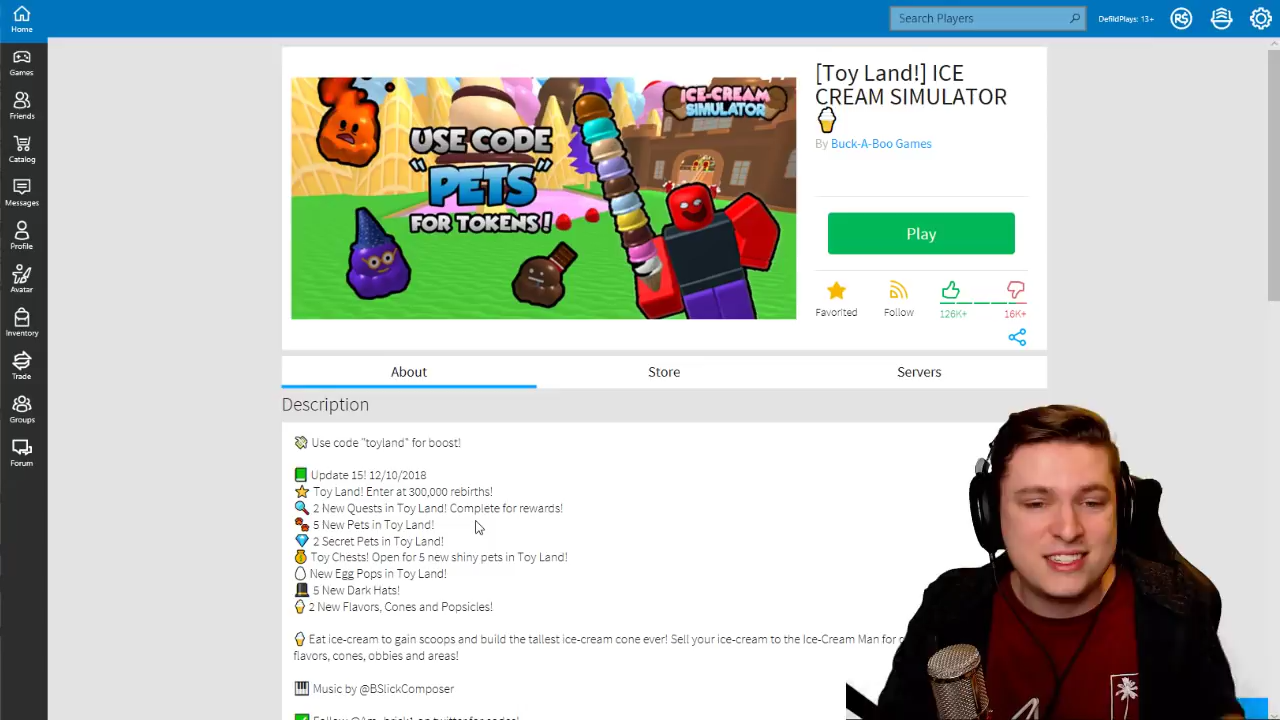 Home
Search Players
DefildPlays: 13+
Games
Friends
Catalog
Messages
Profile
Avatar
Inventory
Trade
Groups
Forum
ICE-CREAM
SIMULATOR
USE CODE
"PETS"
FOR TOKENS!
[Toy Land!] ICE
CREAM SIMULATOR
By Buck-A-Boo Games
Play
Favorited
Follow
126K+
16K+
About
Store
Servers
Description
Use code "toyland" for boost!
Update 15! 12/10/2018
Toy Land! Enter at 300,000 rebirths!
2 New Quests in Toy Land! Complete for rewards!
5 New Pets in Toy Land!
2 Secret Pets in Toy Land!
Toy Chests! Open for 5 new shiny pets in Toy Land!
New Egg Pops in Toy Land!
5 New Dark Hats!
2 New Flavors, Cones and Popsicles!
Eat ice-cream to gain scoops and build the tallest ice-cream cone ever! Sell your ice-cream to the Ice-Cream Man for
flavors, cones, obbies and areas!
Music by @BSlickComposer